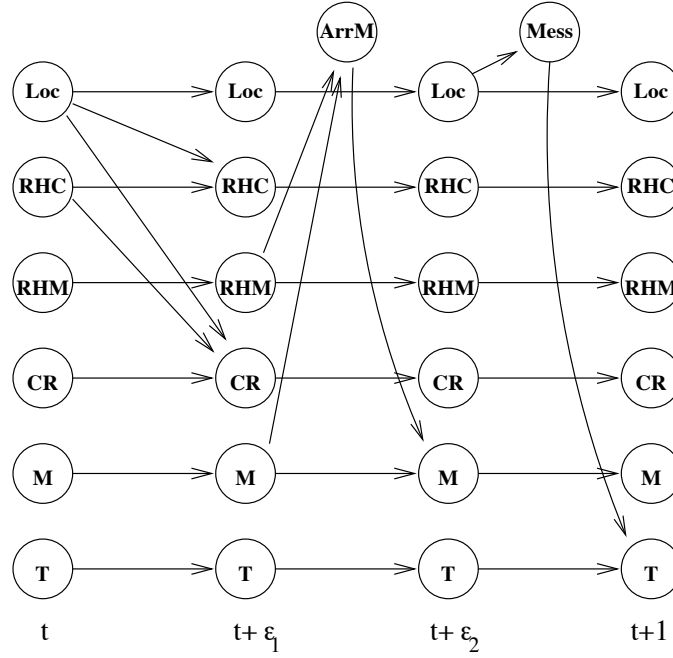 ArrM Mess
Loc Loc Loc Loc
RHC RHC RHC RHC
RHM RHM RHM RHM
CR CR CR CR
M M M M
T T T T
t t+ ε₁ t+ ε₂ t+1